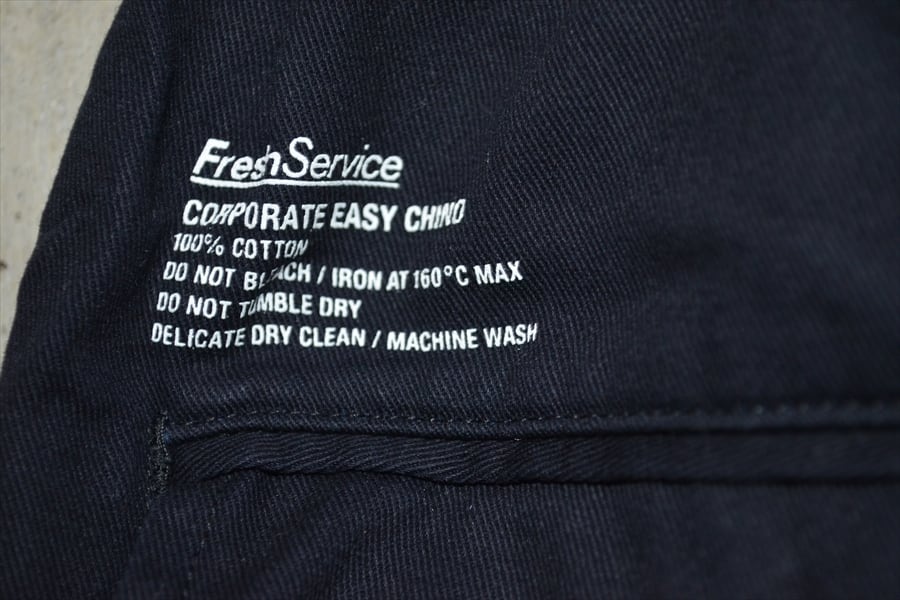 FreshService
CORPORATE EASY CHINO
100% COTTON
DO NOT BLEACH / IRON AT 160°C MAX
DO NOT TUMBLE DRY
DELICATE DRY CLEAN / MACHINE WASH